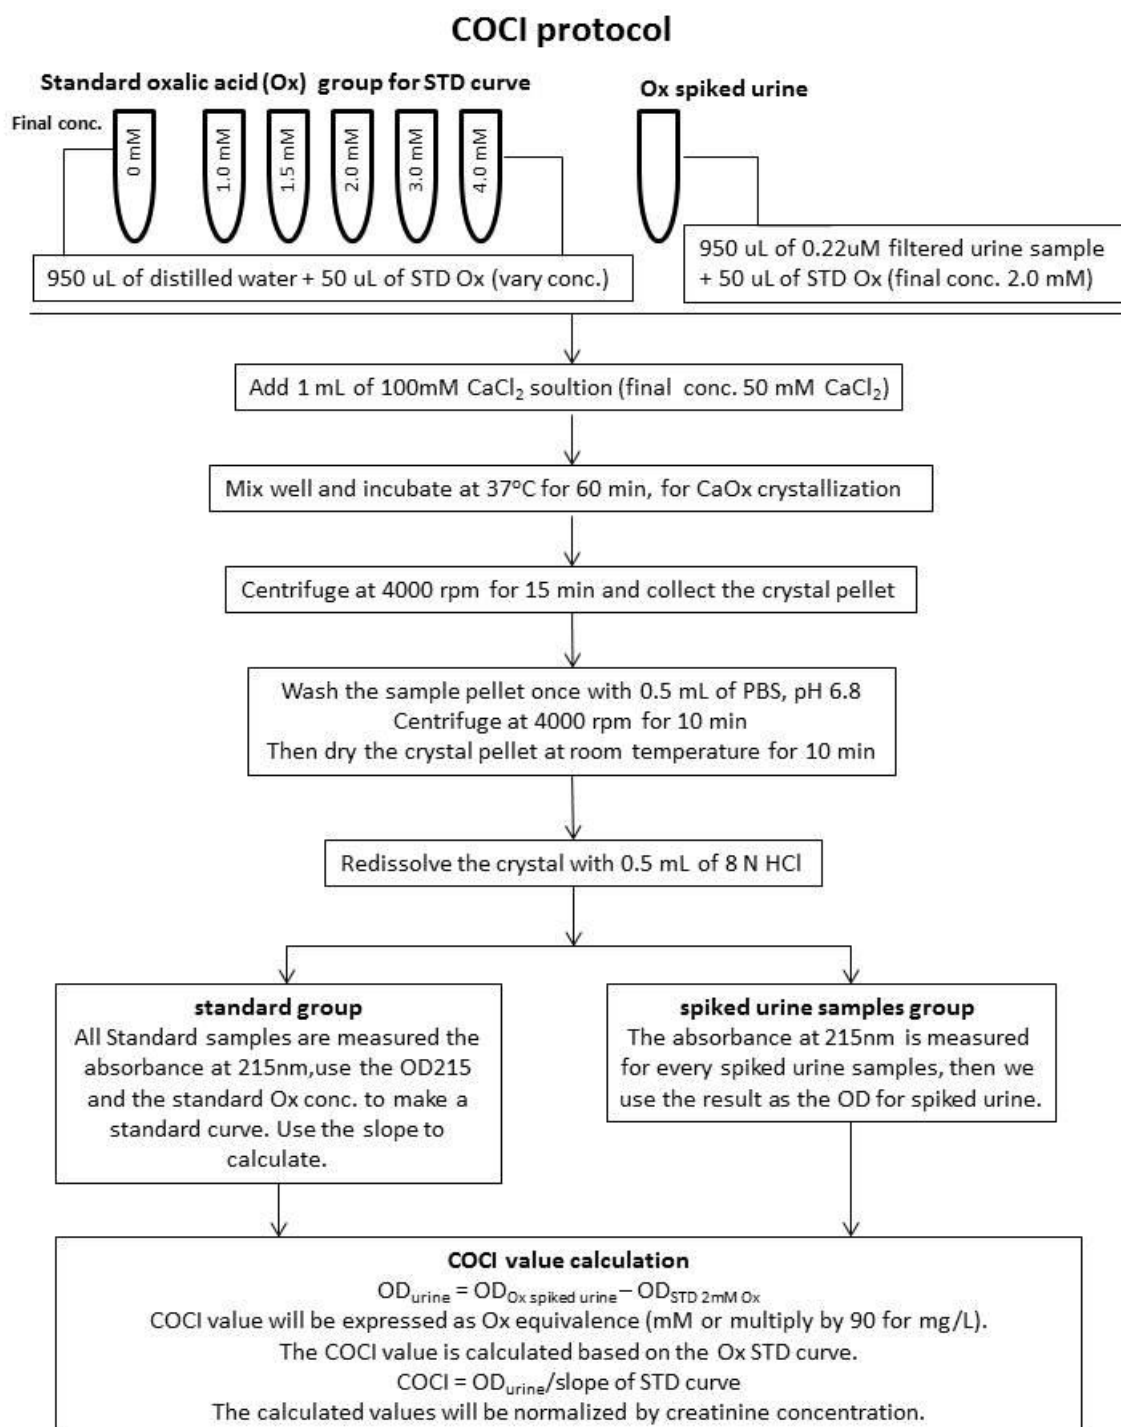 COCI protocol
Standard oxalic acid (Ox) group for STD curve
Ox spiked urine
Final conc.
0 mM
1.0 mM
1.5 mM
2.0 mM
3.0 mM
4.0 mM
950 uL of distilled water + 50 uL of STD Ox (vary conc.)
950 uL of 0.22uM filtered urine sample
+ 50 uL of STD Ox (final conc. 2.0 mM)
Add 1 mL of 100mM CaCl₂ soultion (final conc. 50 mM CaCl₂)
Mix well and incubate at 37°C for 60 min, for CaOx crystallization
Centrifuge at 4000 rpm for 15 min and collect the crystal pellet
Wash the sample pellet once with 0.5 mL of PBS, pH 6.8
Centrifuge at 4000 rpm for 10 min
Then dry the crystal pellet at room temperature for 10 min
Redissolve the crystal with 0.5 mL of 8 N HCl
standard group
All Standard samples are measured the
absorbance at 215nm,use the OD215
and the standard Ox conc. to make a
standard curve. Use the slope to
calculate.
spiked urine samples group
The absorbance at 215nm is measured
for every spiked urine samples, then we
use the result as the OD for spiked urine.
COCI value calculation
OD urine = OD Ox spiked urine – OD STD 2mM Ox
COCI value will be expressed as Ox equivalence (mM or multiply by 90 for mg/L).
The COCI value is calculated based on the Ox STD curve.
COCI = OD urine/slope of STD curve
The calculated values will be normalized by creatinine concentration.